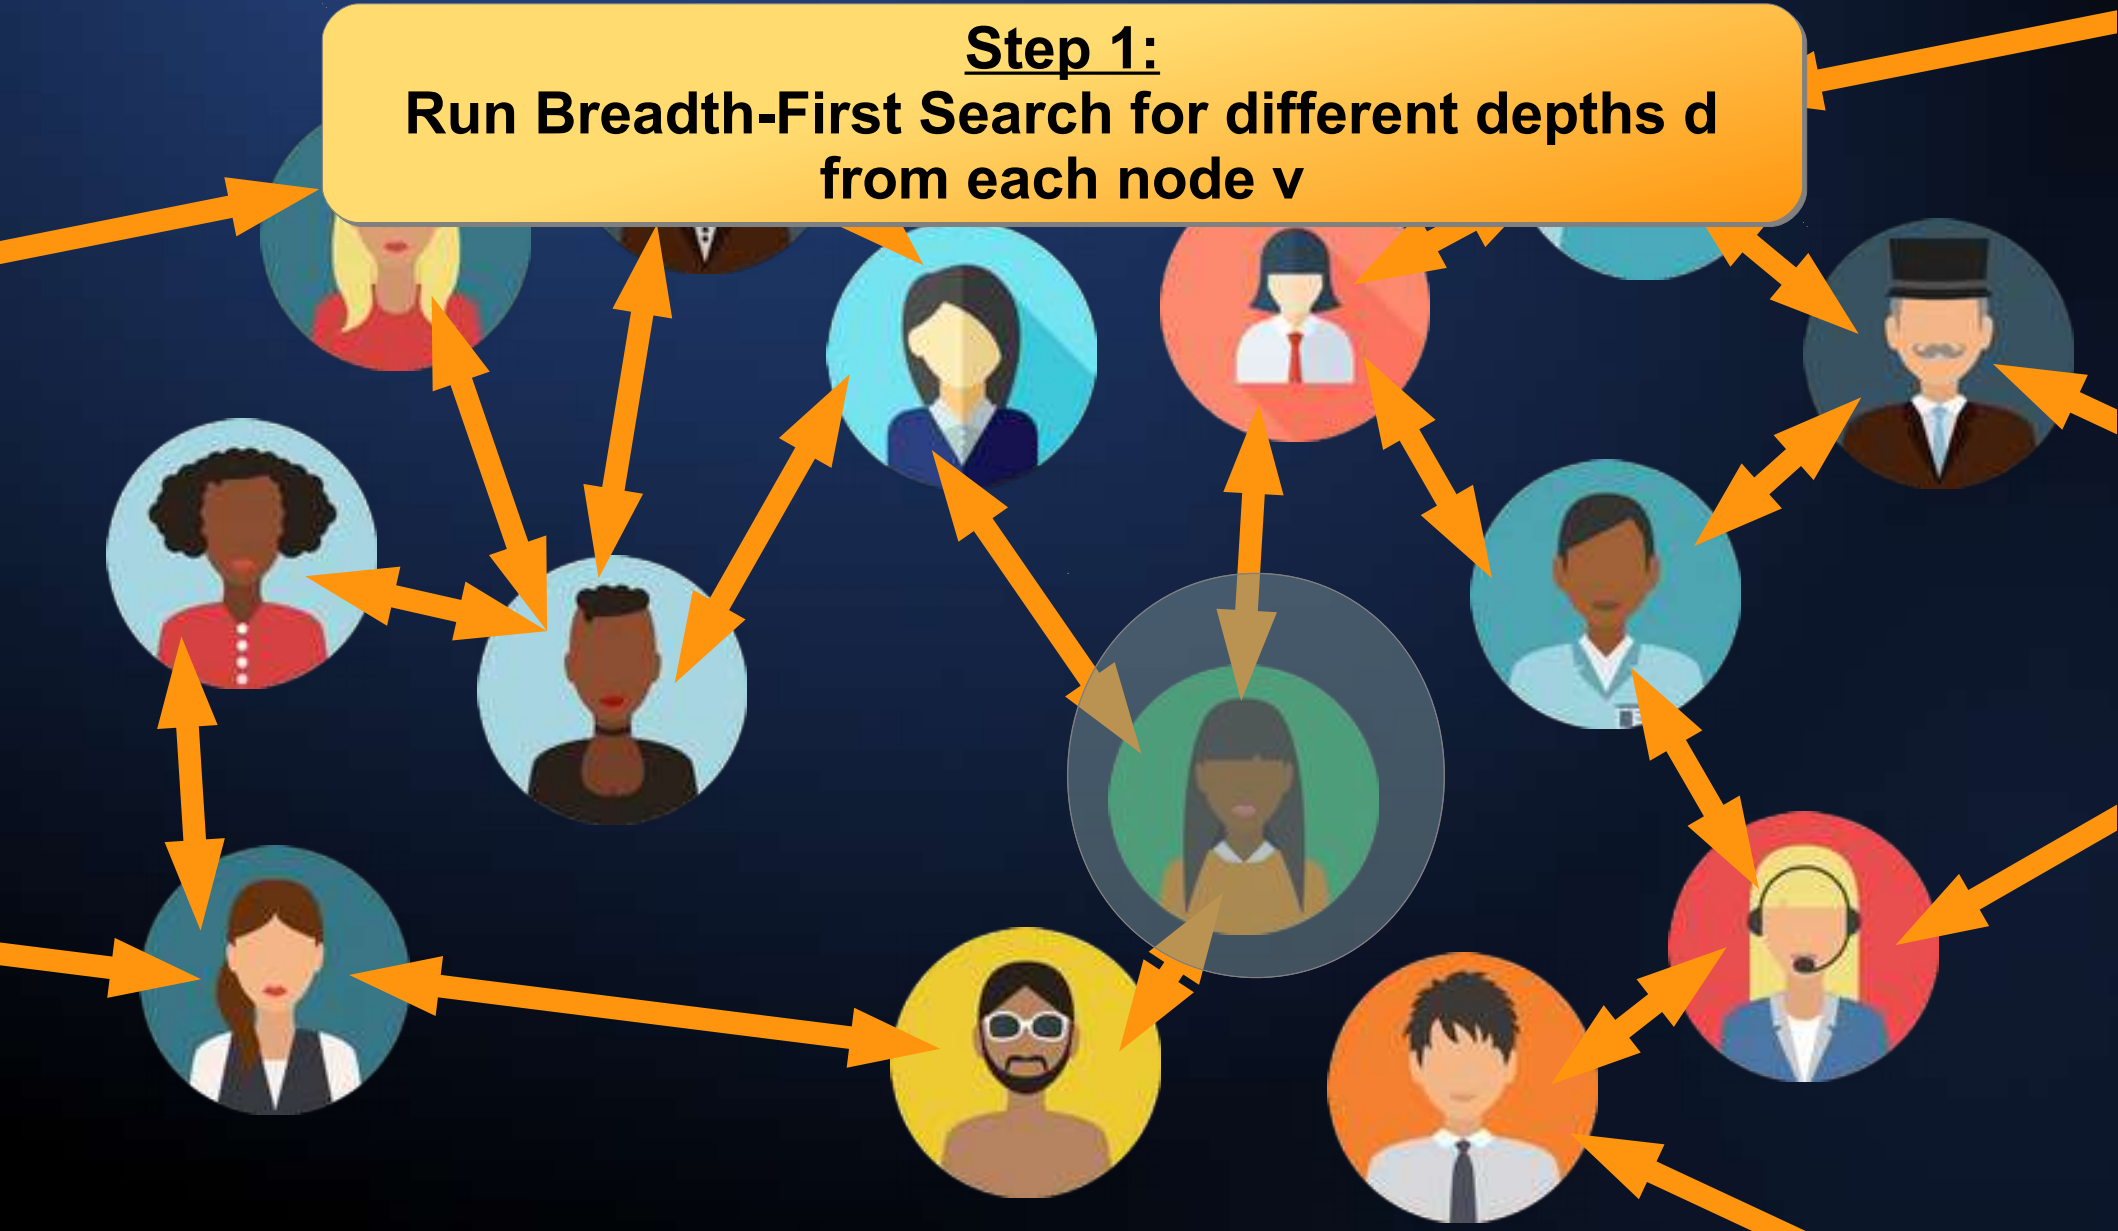 Step 1:
Run Breadth-First Search for different depths d
from each node v